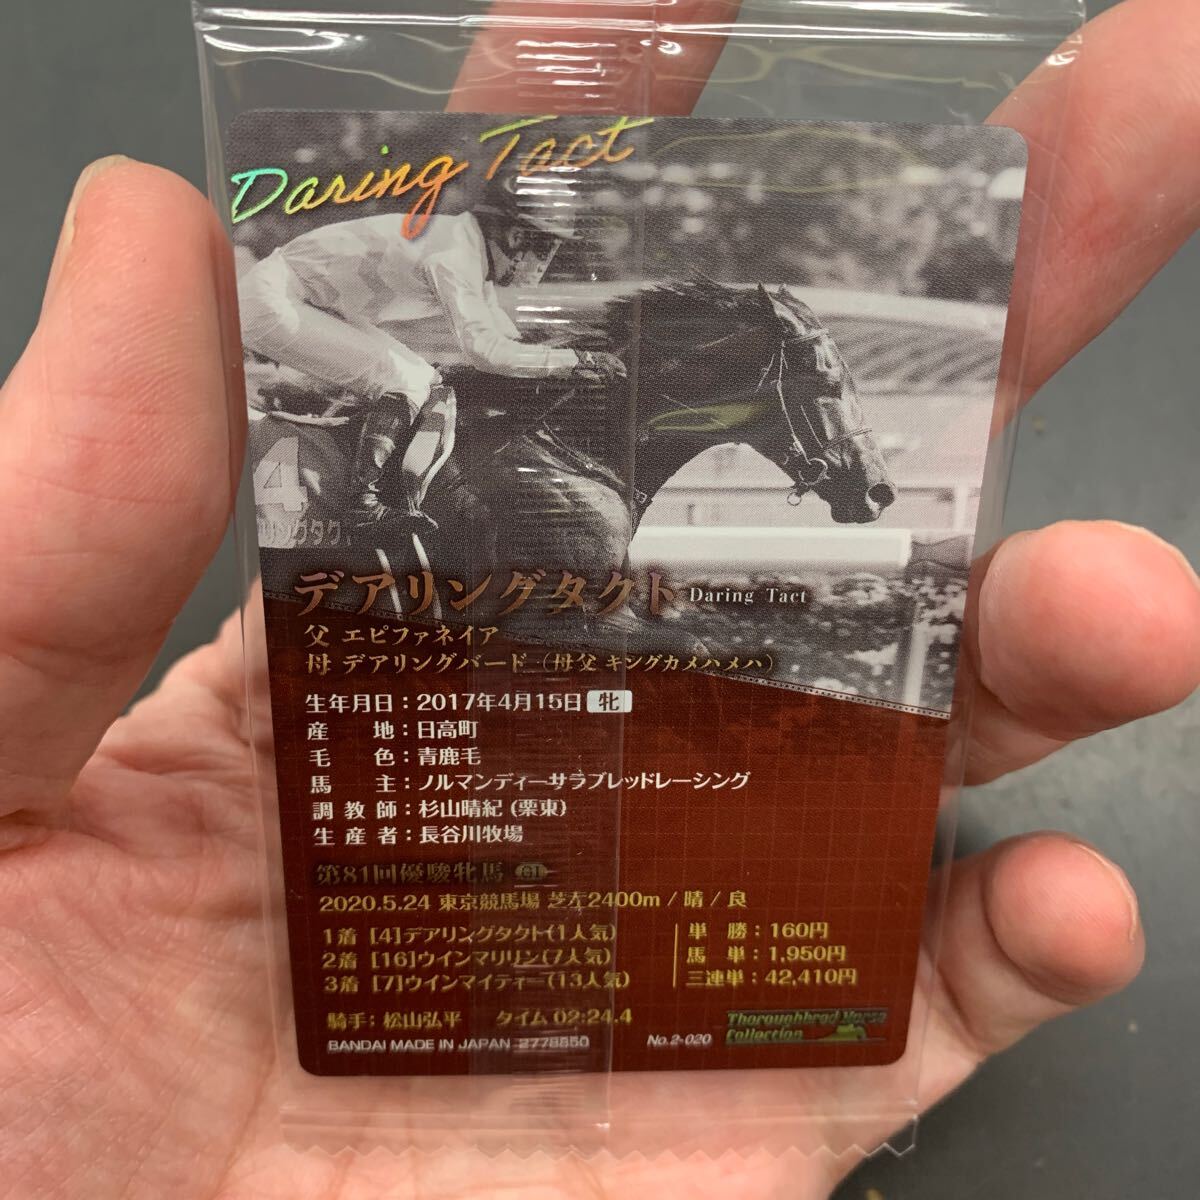 Daring Tact
4
リングタク
デアリングタクト Daring Tact
父 エピファネイア
母 デアリングバード（母父 キングカメハメハ）
生年月日：2017年4月15日 牝
産　　地：日高町
毛　　色：青鹿毛
馬　　主：ノルマンディーサラブレッドレーシング
調 教 師：杉山晴紀 (栗東)
生 産 者：長谷川牧場
第81回優駿牝馬 GI
2020.5.24 東京競馬場 芝左2400m / 晴 / 良
1着 [4]デアリングタクト(1人気)
2着 [16]ウインマリリン(7人気)
3着 [7]ウインマイティー(13人気)
単　勝：160円
馬　単：1,950円
三連単：42,410円
騎手：松山弘平　タイム 02:24.4
BANDAI MADE IN JAPAN 2778850
No.2-020
Thoroughbred Horse
Collection